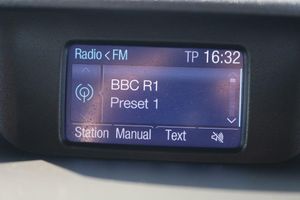 Radio < FM TP 16:32
BBC R1
Preset 1
Station Manual Text